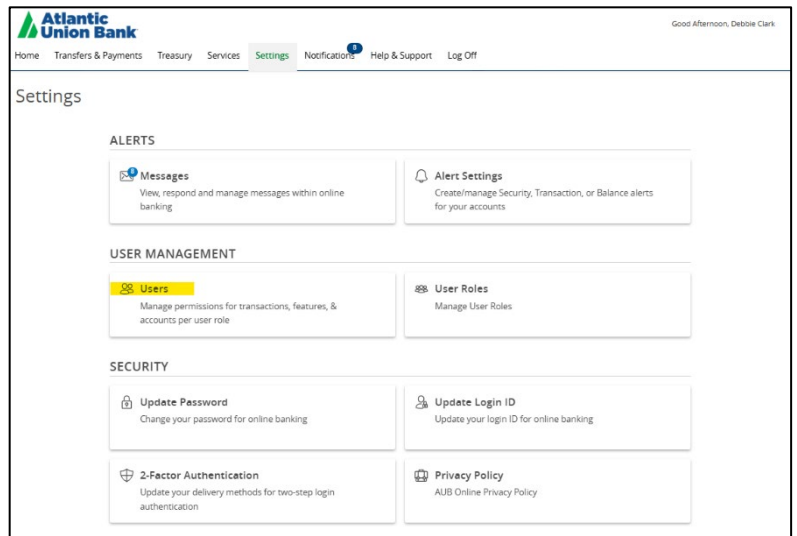 Atlantic
Union Bank
Good Afternoon, Debbie Clark
Home Transfers & Payments Treasury Services Settings Notifications 8 Help & Support Log Off
Settings
ALERTS
Messages
View, respond and manage messages within online
banking
Alert Settings
Create/manage Security, Transaction, or Balance alerts
for your accounts
USER MANAGEMENT
Users
Manage permissions for transactions, features, &
accounts per user role
User Roles
Manage User Roles
SECURITY
Update Password
Change your password for online banking
Update Login ID
Update your login ID for online banking
2-Factor Authentication
Update your delivery methods for two-step login
authentication
Privacy Policy
AUB Online Privacy Policy